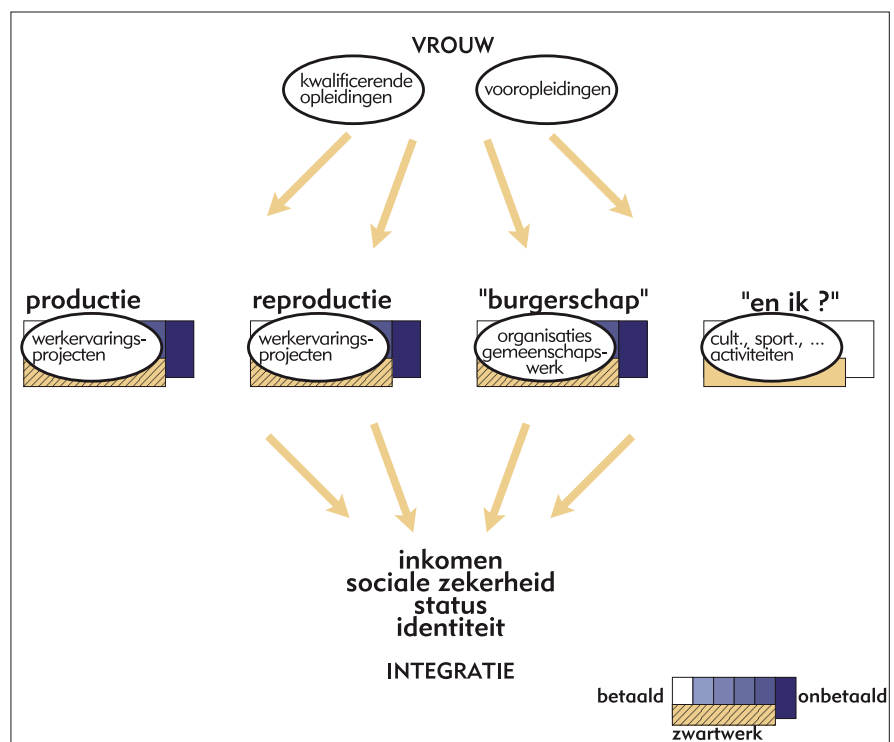 VROUW
kwalificerende
opleidingen
vooropleidingen
productie
reproductie
"burgerschap"
"en ik ?"
werkervarings-
projecten
werkervarings-
projecten
organisaties
gemeenschaps-
werk
cult., sport., ...
activiteiten
inkomen
sociale zekerheid
status
identiteit
INTEGRATIE
betaald
onbetaald
zwartwerk